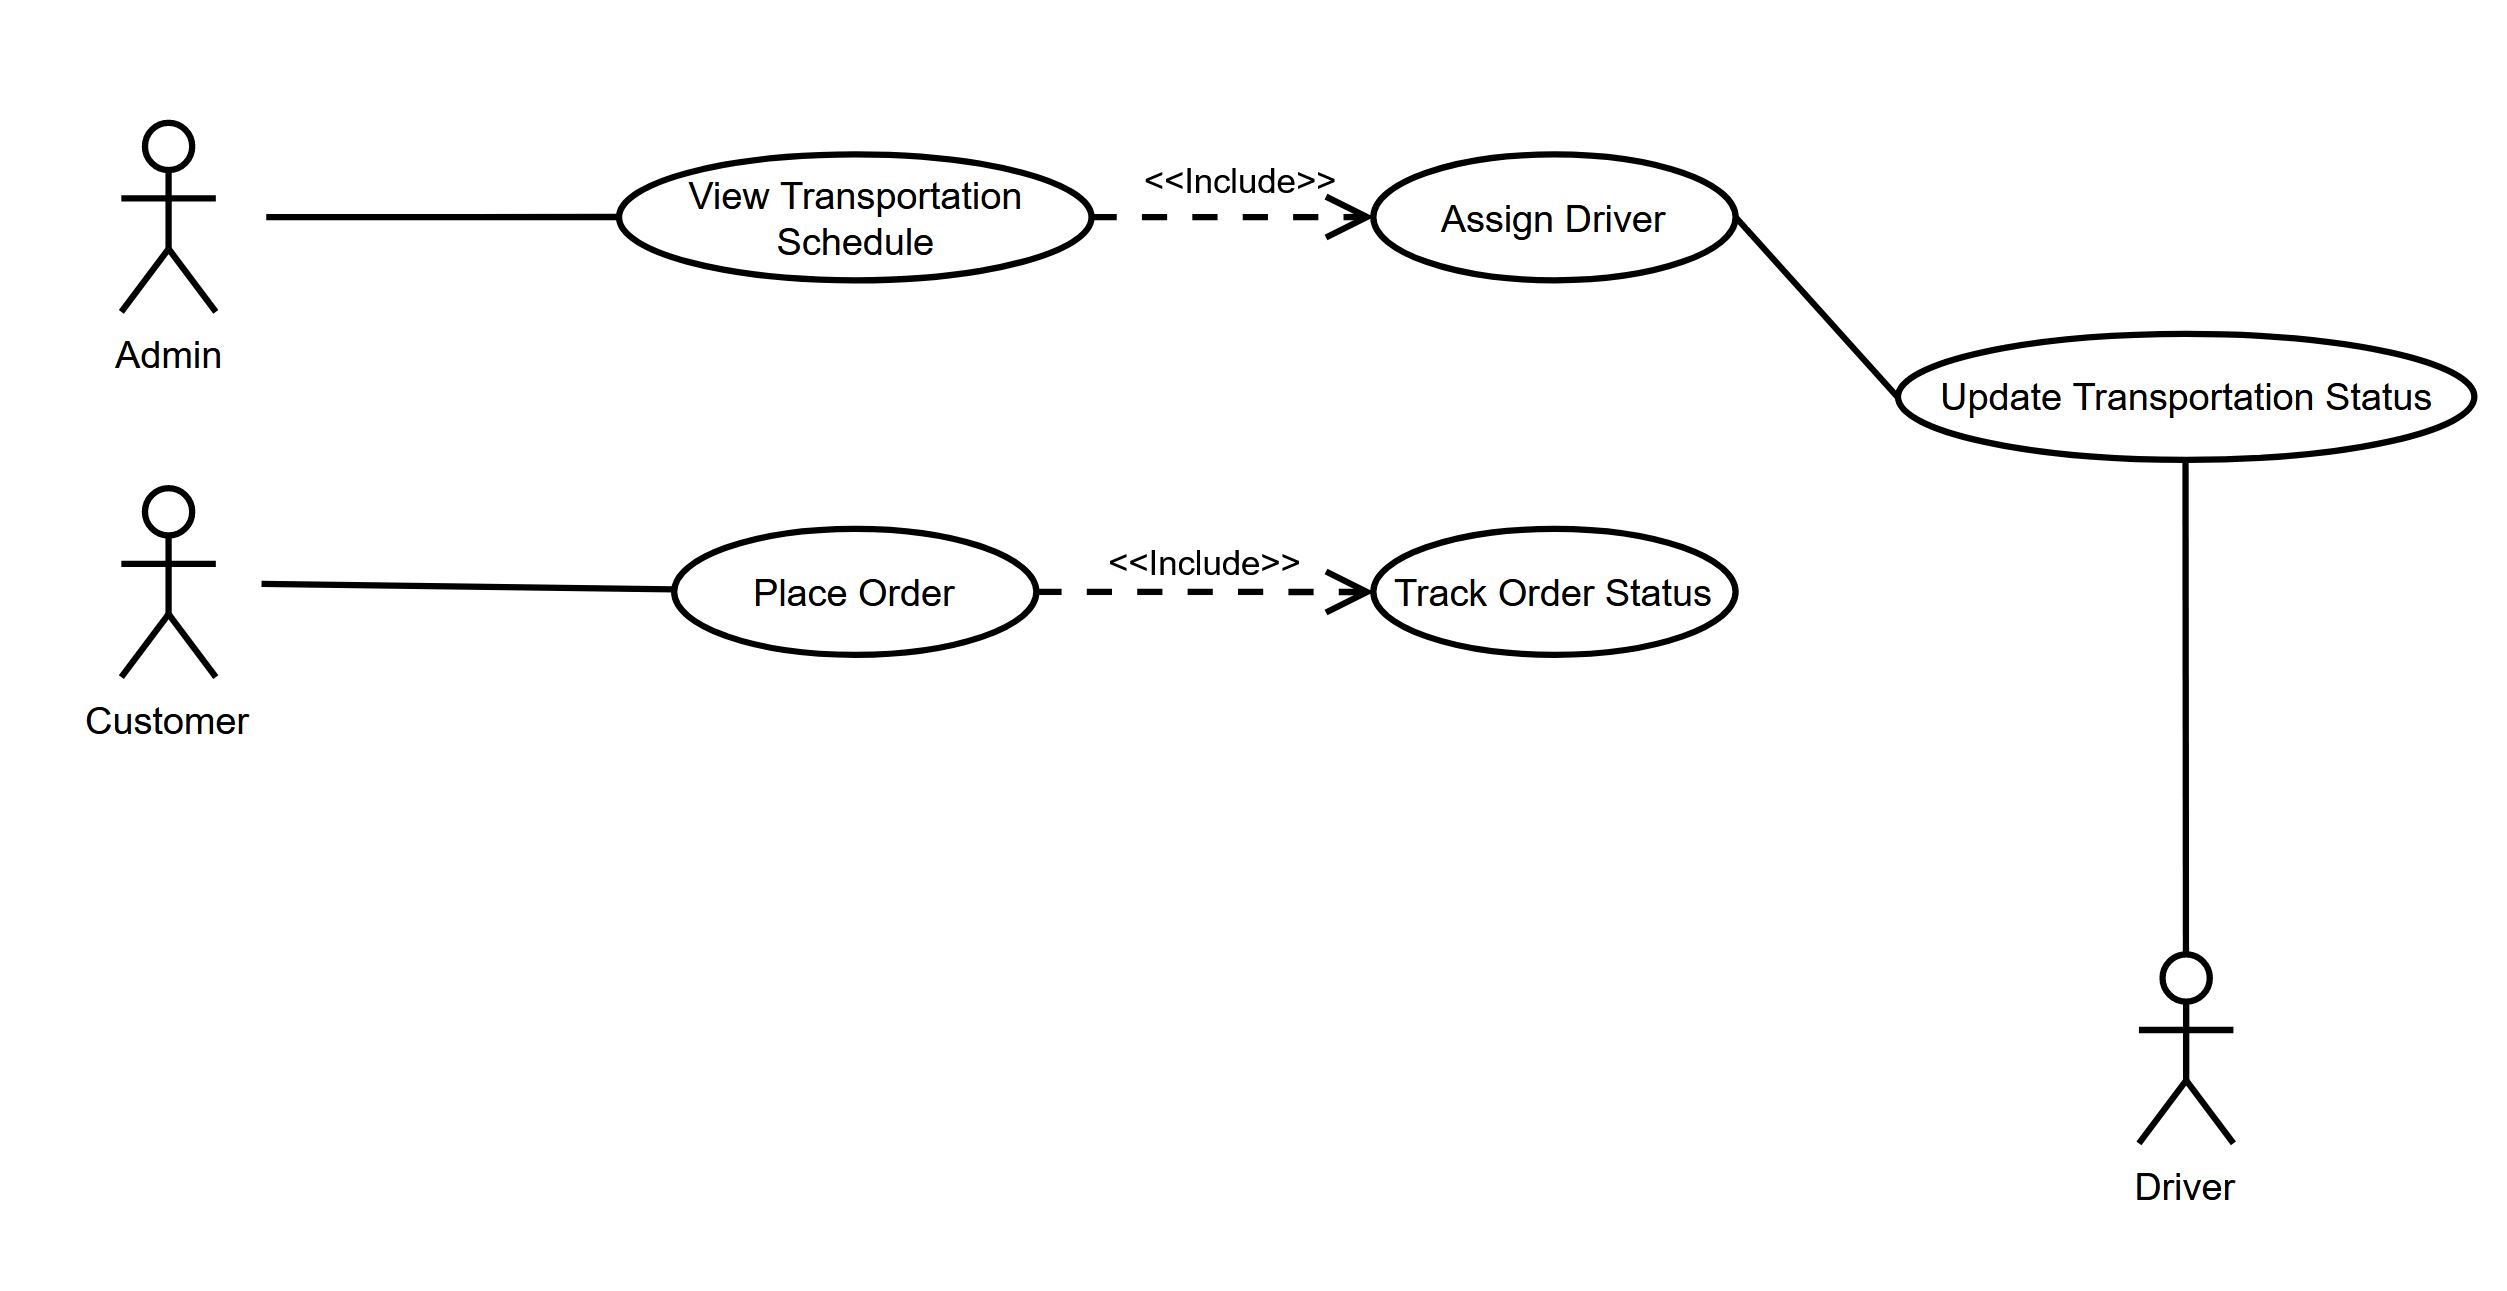 <<Include>>
View Transportation
Schedule
Assign Driver
Admin
Update Transportation Status
<<Include>>
Place Order
Track Order Status
Customer
Driver